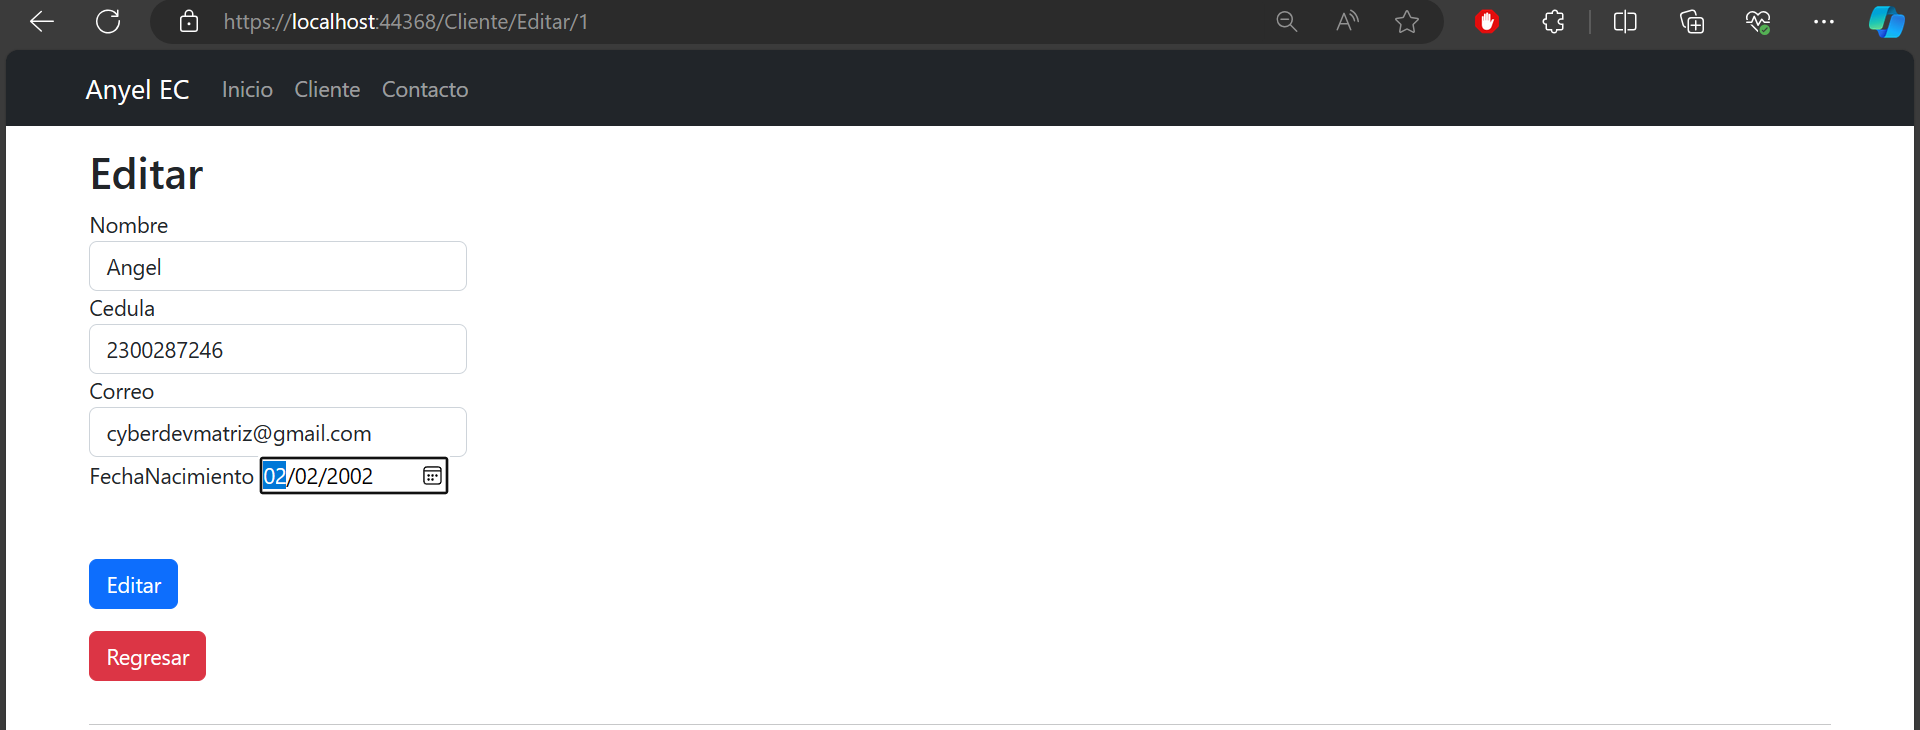 https://localhost:44368/Cliente/Editar/1
Anyel EC Inicio Cliente Contacto
Editar
Nombre
Angel
Cedula
2300287246
Correo
cyberdevmatriz@gmail.com
FechaNacimiento 02/02/2002
Editar
Regresar